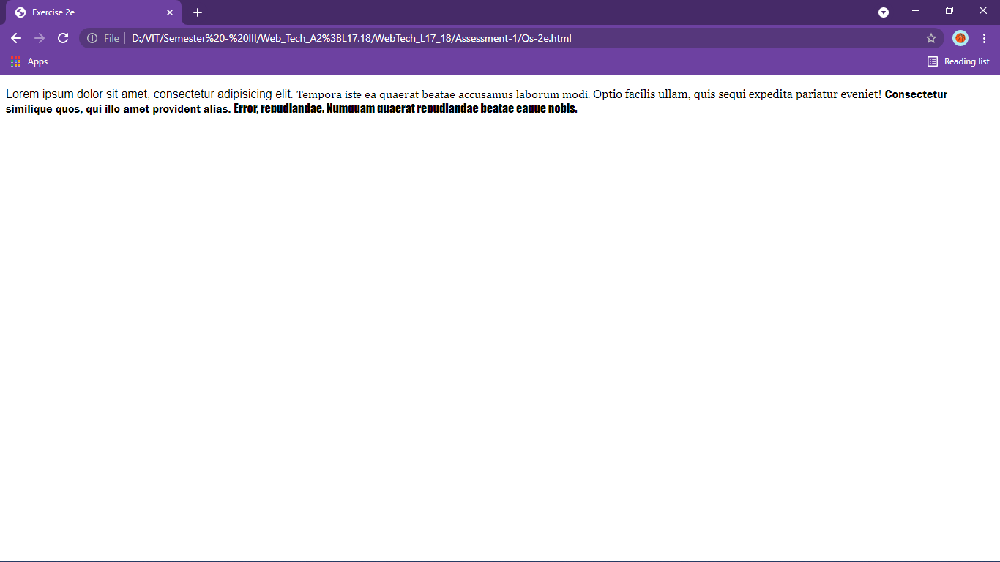 Exercise 2e
File
D:/VIT/Semester%20-%20III/Web_Tech_A2%3BL17,18/WebTech_L17_18/Assessment-1/Qs-2e.html
Apps
Reading list
Lorem ipsum dolor sit amet, consectetur adipisicing elit. Tempora iste ea quaerat beatae accusamus laborum modi. Optio facilis ullam, quis sequi expedita pariatur eveniet! Consectetur
similique quos, qui illo amet provident alias. Error, repudiandae. Numquam quaerat repudiandae beatae eaque nobis.